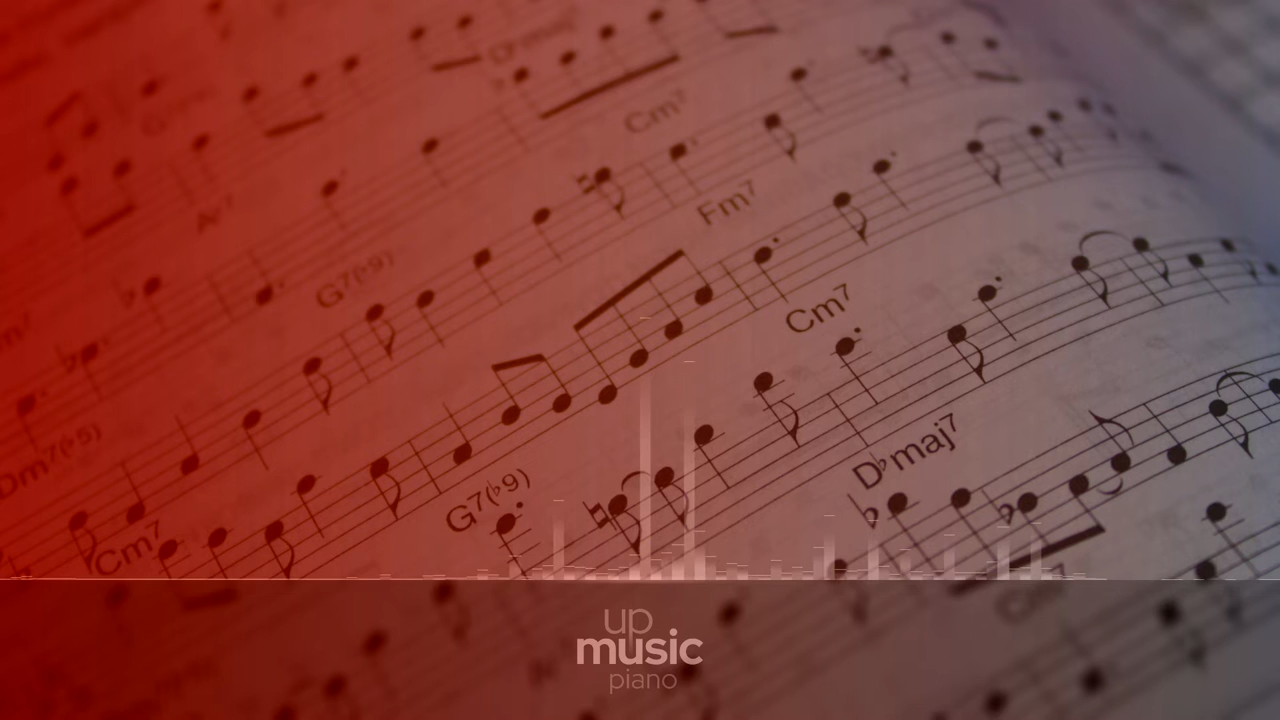 Cm7
Fm7
G7(♭9)
Cm7
Dm7(♭5)
D♭maj7
G7(♭9)
Cm7
up
music
piano